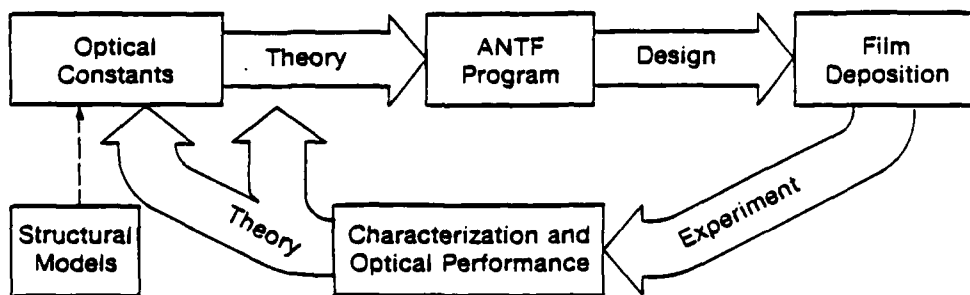 Optical
Constants
Theory
ANTF
Program
Design
Film
Deposition
Structural
Models
Theory
Characterization and
Optical Performance
Experiment